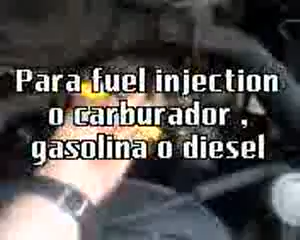 Para fuel injection
o carburador ,
gasolina o diesel